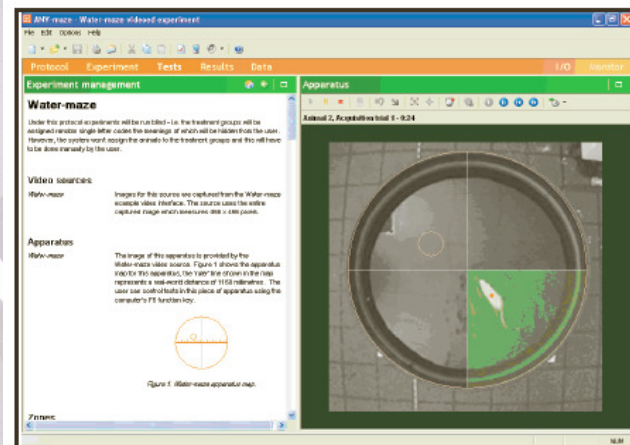 ANY-maze - Water-maze videoed experiment
File Edit Options Help
Protocol Experiment Tests Results Data I/O Monitor
Experiment management
Apparatus
Animal 2, Acquisition trial 1 - 0:24
Water-maze
Under this protocol experiments will be run blind - i.e. the treatment groups will be
assigned random single letter codes the meanings of which will be hidden from the user.
However, the system won't assign the animals to the treatment groups and this will have
to be done manually by the user.
Video sources
Water-maze
Images for this source are captured from the Water-maze
example video interface. The source uses the entire
captured image which measures pixels.
Apparatus
Water-maze
The image of this apparatus is provided by the
Water-maze video source. Figure 1 shows the apparatus
map for this apparatus, the 'ruler' line shown in the map
represents a real-world distance of millimetres. The
user can control tests in this piece of apparatus using the
computer's F5 function key.
Figure 1. Water-maze apparatus map.
Zones
NUM